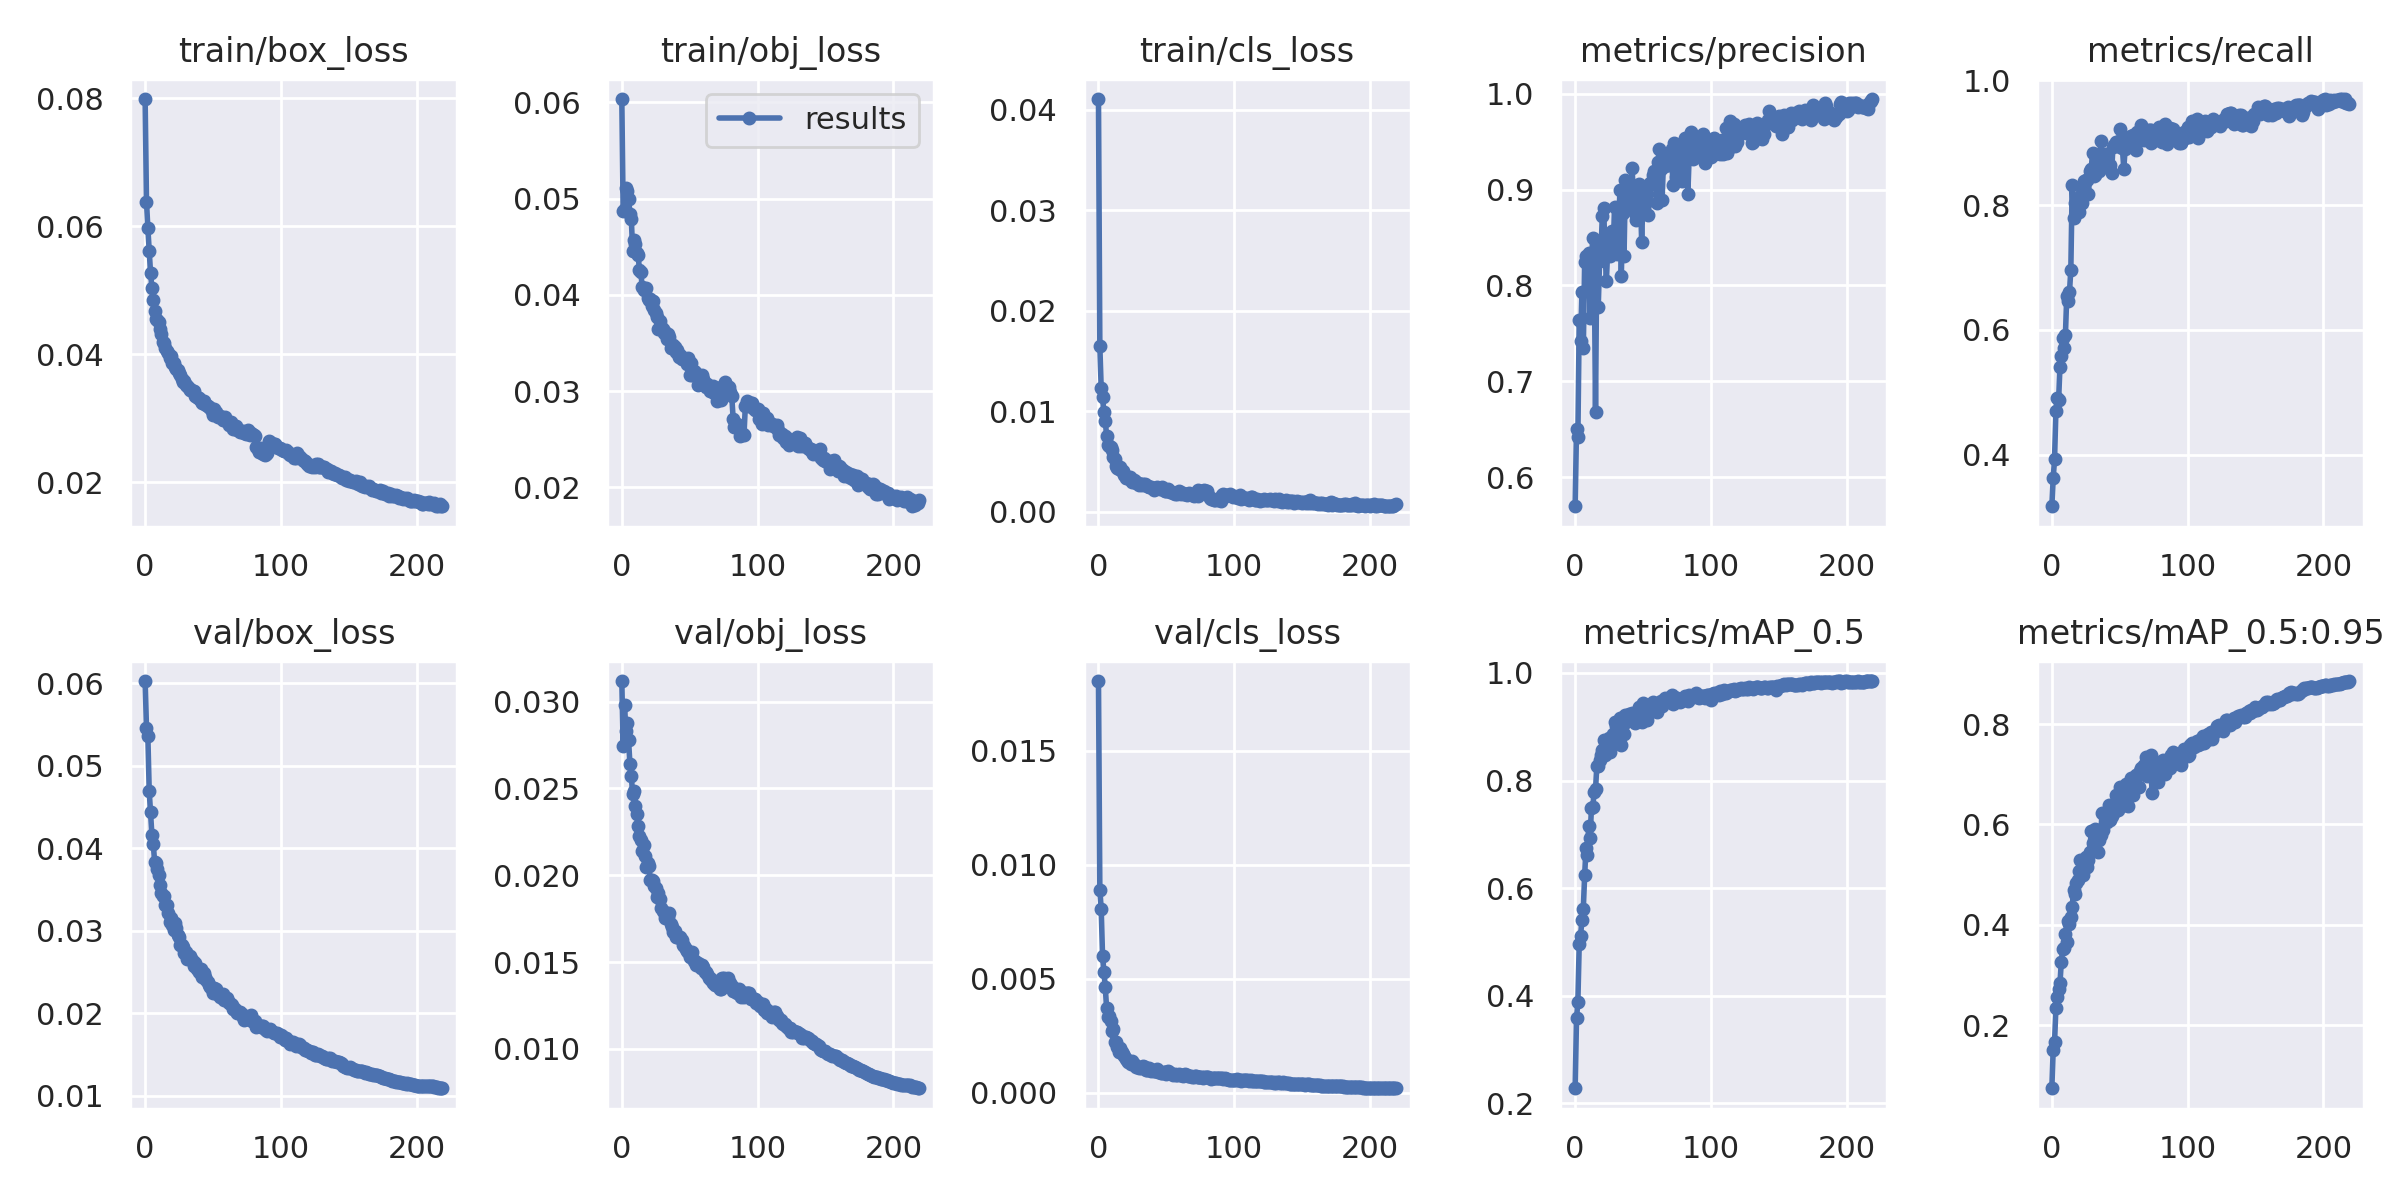 train/box_loss
0.08
0.06
0.04
0.02
0 100 200
train/obj_loss
results
0.06
0.05
0.04
0.03
0.02
0 100 200
train/cls_loss
0.04
0.03
0.02
0.01
0.00
0 100 200
metrics/precision
1.0
0.9
0.8
0.7
0.6
0 100 200
metrics/recall
1.0
0.8
0.6
0.4
0 100 200
val/box_loss
0.06
0.05
0.04
0.03
0.02
0.01
0 100 200
val/obj_loss
0.030
0.025
0.020
0.015
0.010
0 100 200
val/cls_loss
0.015
0.010
0.005
0.000
0 100 200
metrics/mAP_0.5
1.0
0.8
0.6
0.4
0.2
0 100 200
metrics/mAP_0.5:0.95
0.8
0.6
0.4
0.2
0 100 200